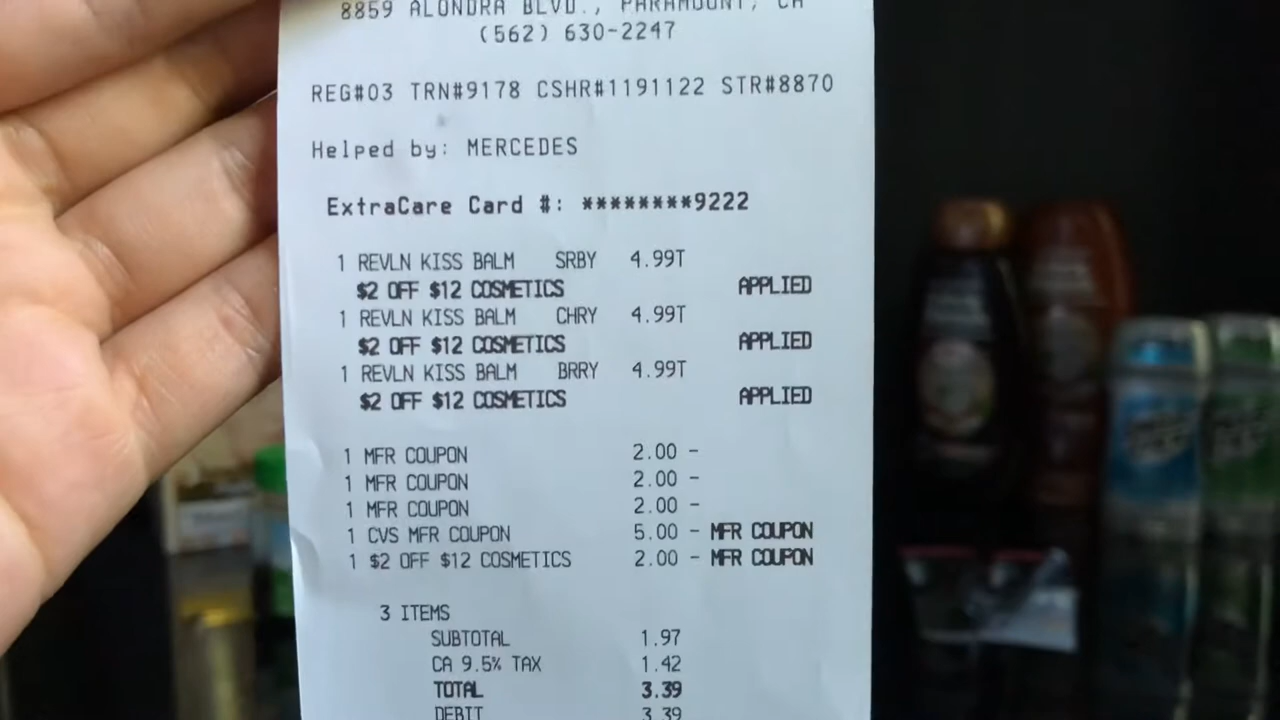 8859 ALONDRA BLVD., PARAMOUNT, CA
(562) 630-2247
REG#03 TRN#9178 CSHR#1191122 STR#8870
Helped by: MERCEDES
ExtraCare Card #: ********9222
1 REVLN KISS BALM SRBY 4.99T
$2 OFF $12 COSMETICS APPLIED
1 REVLN KISS BALM CHRY 4.99T
$2 OFF $12 COSMETICS APPLIED
1 REVLN KISS BALM BRRY 4.99T
$2 OFF $12 COSMETICS APPLIED
1 MFR COUPON 2.00 -
1 MFR COUPON 2.00 -
1 MFR COUPON 2.00 -
1 CVS MFR COUPON 5.00 - MFR COUPON
1 $2 OFF $12 COSMETICS 2.00 - MFR COUPON
3 ITEMS
SUBTOTAL 1.97
CA 9.5% TAX 1.42
TOTAL 3.39
DEBIT 3.39